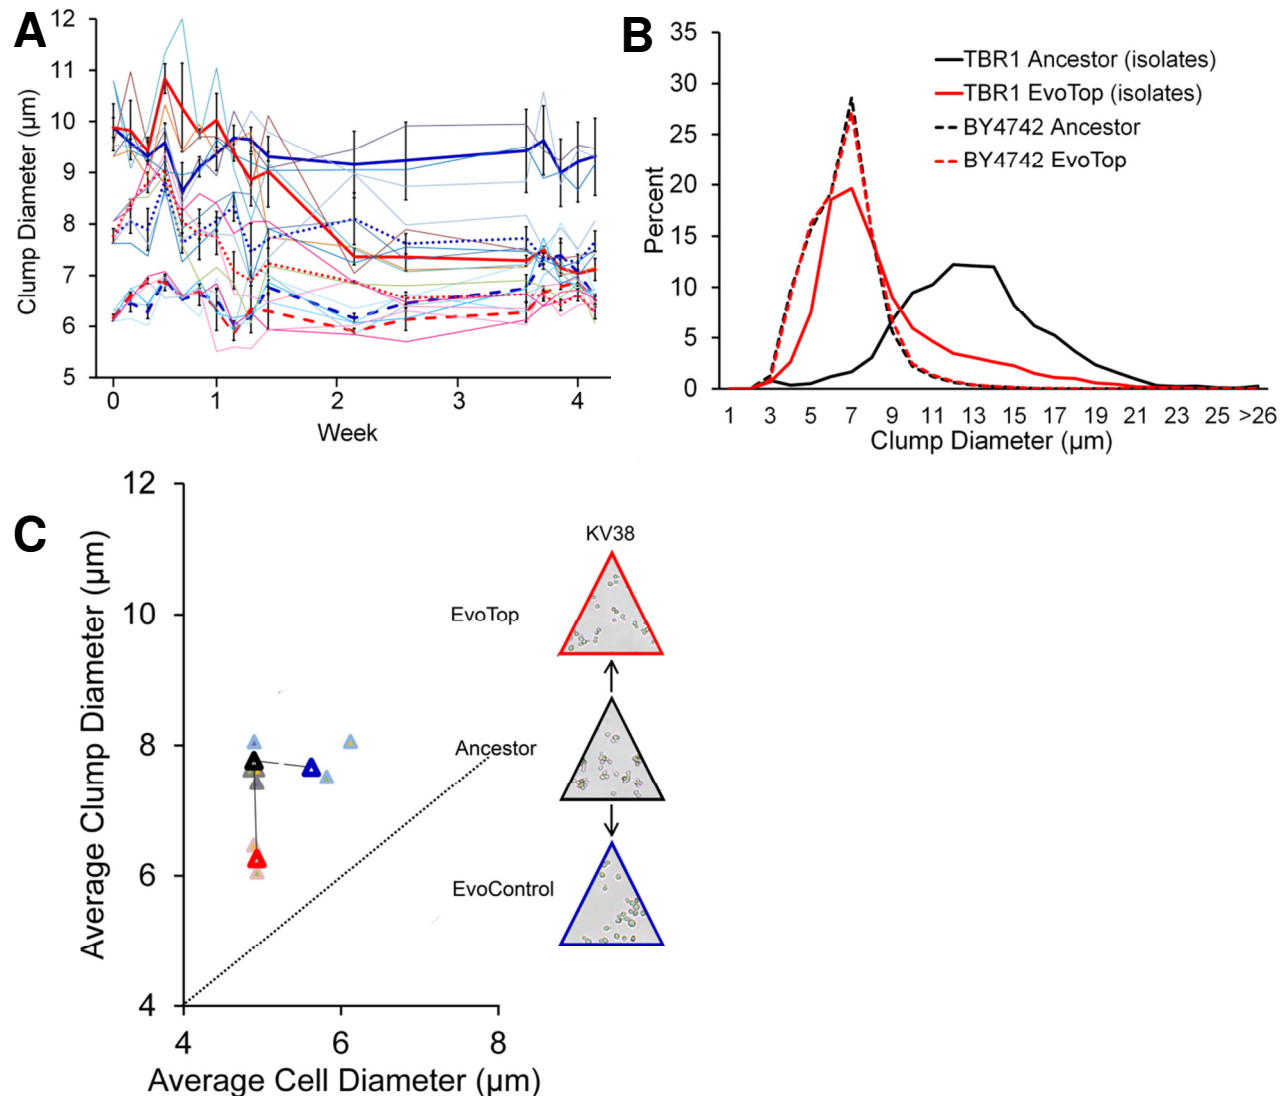 A
12
11
10
9
8
7
6
5
Clump Diameter (µm)
0 1 2 3 4
Week
B
35
30
25
20
15
10
5
0
Percent
TBR1 Ancestor (isolates)
TBR1 EvoTop (isolates)
BY4742 Ancestor
BY4742 EvoTop
1 3 5 7 9 11 13 15 17 19 21 23 25 >26
Clump Diameter (µm)
C
12
10
8
6
4
Average Clump Diameter (µm)
4 6 8
Average Cell Diameter (µm)
KV38
EvoTop
Ancestor
EvoControl